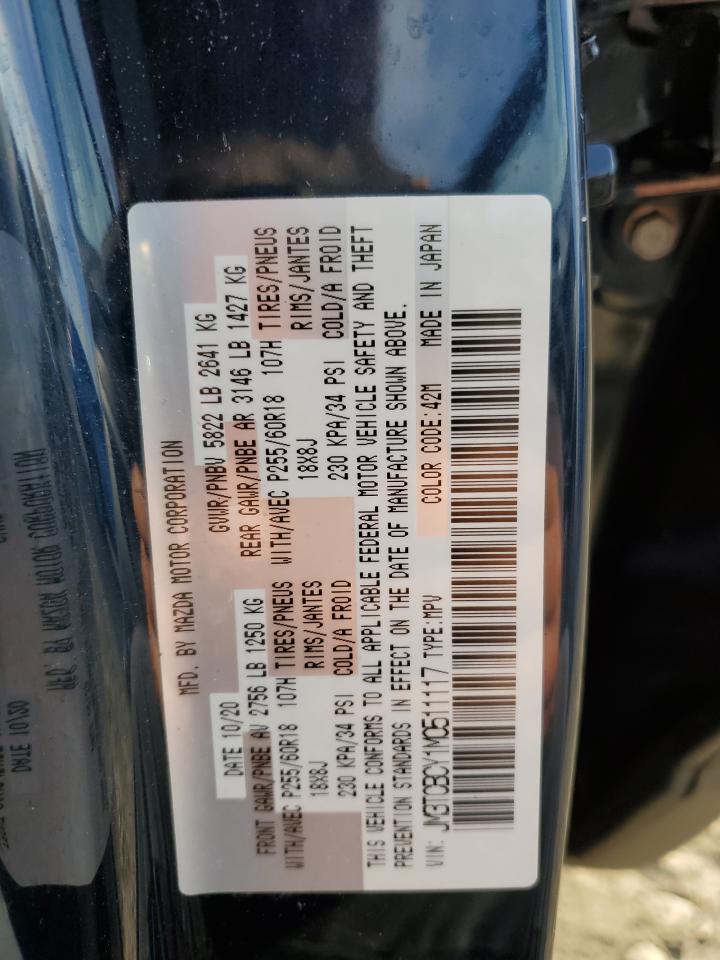 MFD. BY MAZDA MOTOR CORPORATION
DATE 10/20 GVWR/PNBV 5822 LB 2641 KG
FRONT GAWR/PNBE AV 2756 LB 1250 KG REAR GAWR/PNBE AR 3146 LB 1427 KG
WITH/AVEC P255/60R18 107H TIRES/PNEUS WITH/AVEC P255/60R18 107H TIRES/PNEUS
18X8J RIMS/JANTES 18X8J RIMS/JANTES
230 KPA/34 PSI COLD/A FROID 230 KPA/34 PSI COLD/A FROID
THIS VEHICLE CONFORMS TO ALL APPLICABLE FEDERAL MOTOR VEHICLE SAFETY AND THEFT
PREVENTION STANDARDS IN EFFECT ON THE DATE OF MANUFACTURE SHOWN ABOVE.
COLOR CODE:42M MADE IN JAPAN
VIN: JM3TCBCY1M0511117 TYPE:MPV